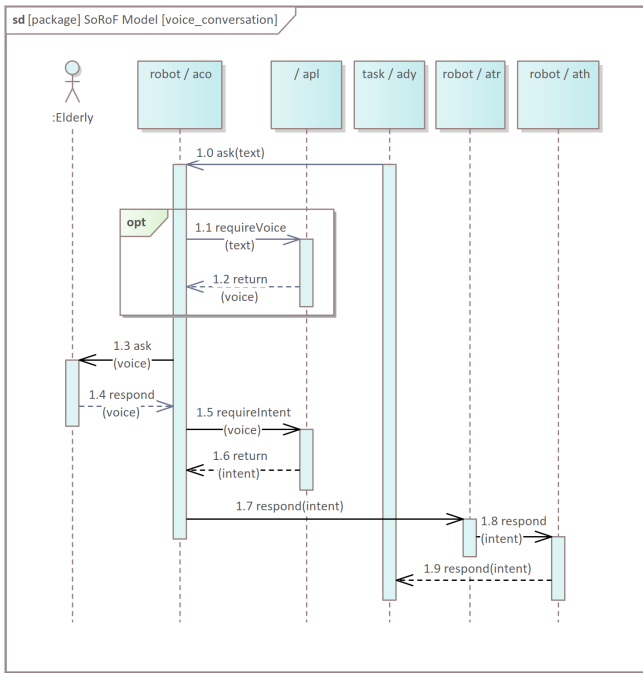 sd [package] SoRoF Model [voice_conversation]
:Elderly
robot / aco
/ apl
task / ady
robot / atr
robot / ath
1.0 ask(text)
opt
1.1 requireVoice
(text)
1.2 return
(voice)
1.3 ask
(voice)
1.4 respond
(voice)
1.5 requireIntent
(voice)
1.6 return
(intent)
1.7 respond(intent)
1.8 respond
(intent)
1.9 respond(intent)